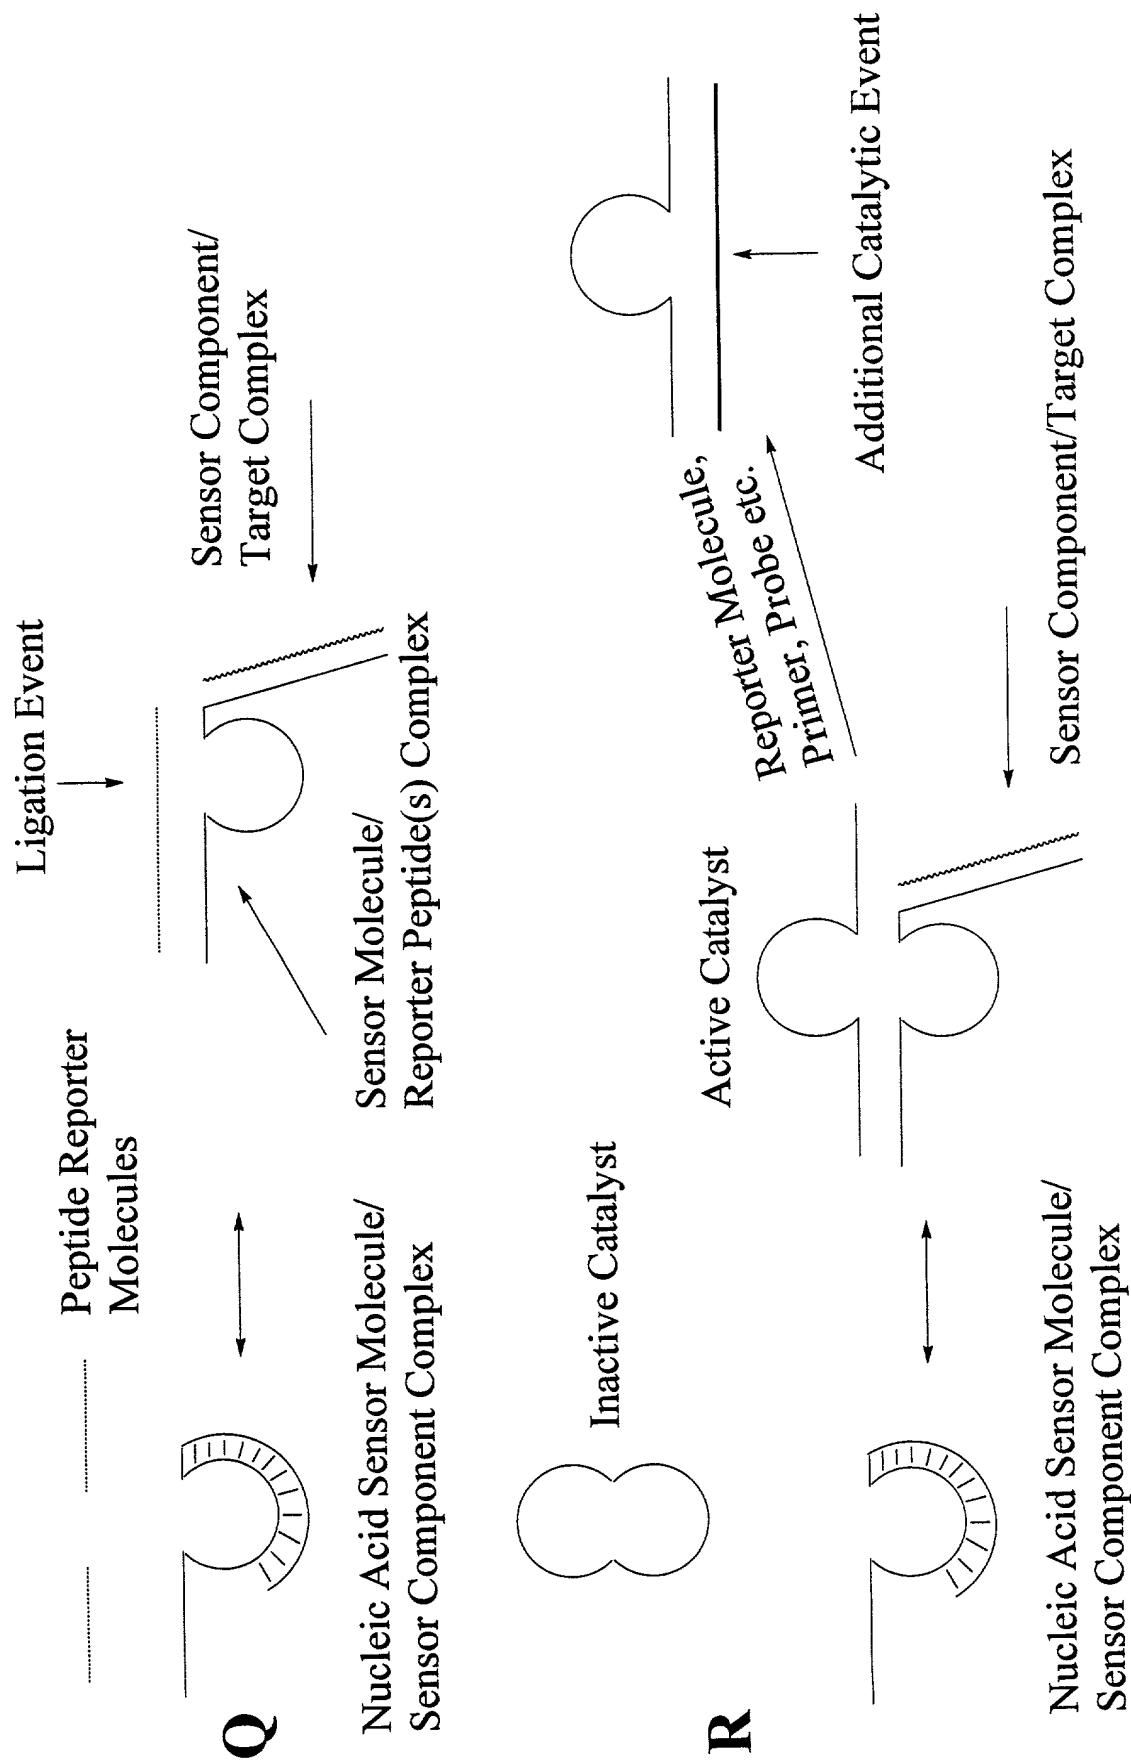 Q
Peptide Reporter
Molecules
Nucleic Acid Sensor Molecule/
Sensor Component Complex
Ligation Event
Sensor Molecule/
Reporter Peptide(s) Complex
Sensor Component/
Target Complex
R
Inactive Catalyst
Nucleic Acid Sensor Molecule/
Sensor Component Complex
Active Catalyst
Reporter Molecule,
Primer, Probe etc.
Sensor Component/Target Complex
Additional Catalytic Event